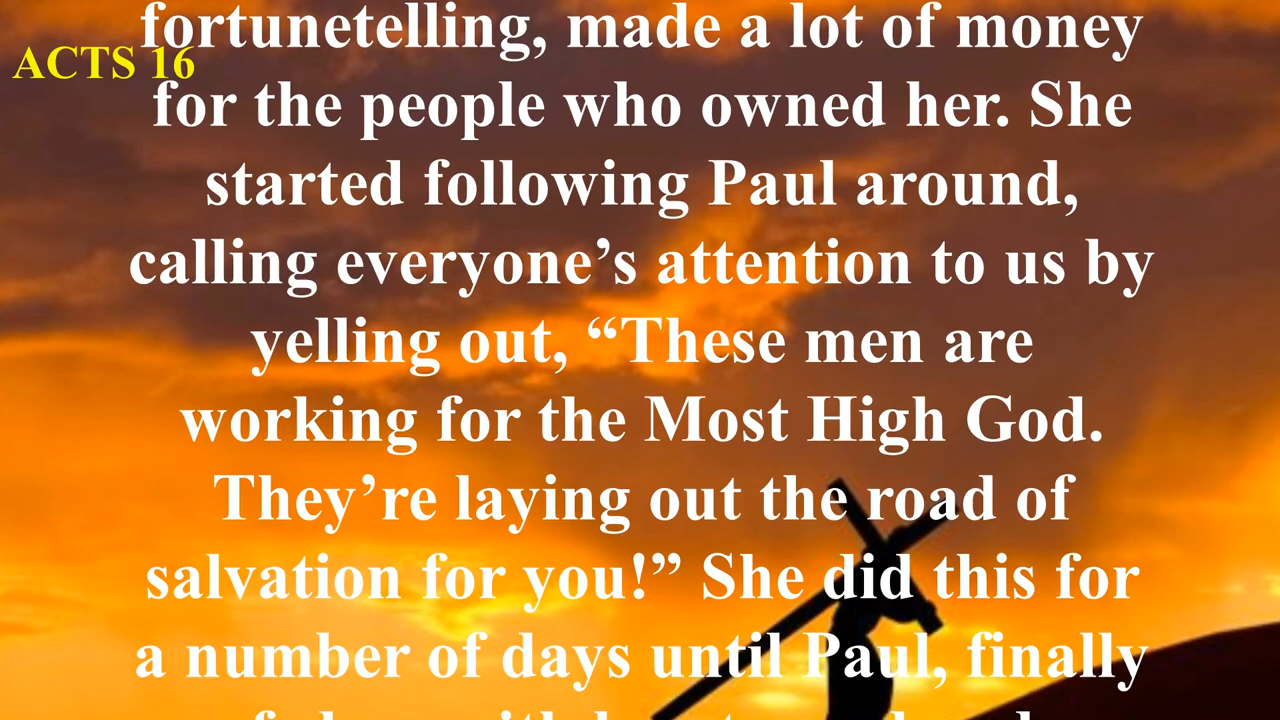 fortunetelling, made a lot of money
ACTS 16
for the people who owned her. She
started following Paul around,
calling everyone’s attention to us by
yelling out, “These men are
working for the Most High God.
They’re laying out the road of
salvation for you!” She did this for
a number of days until Paul, finally